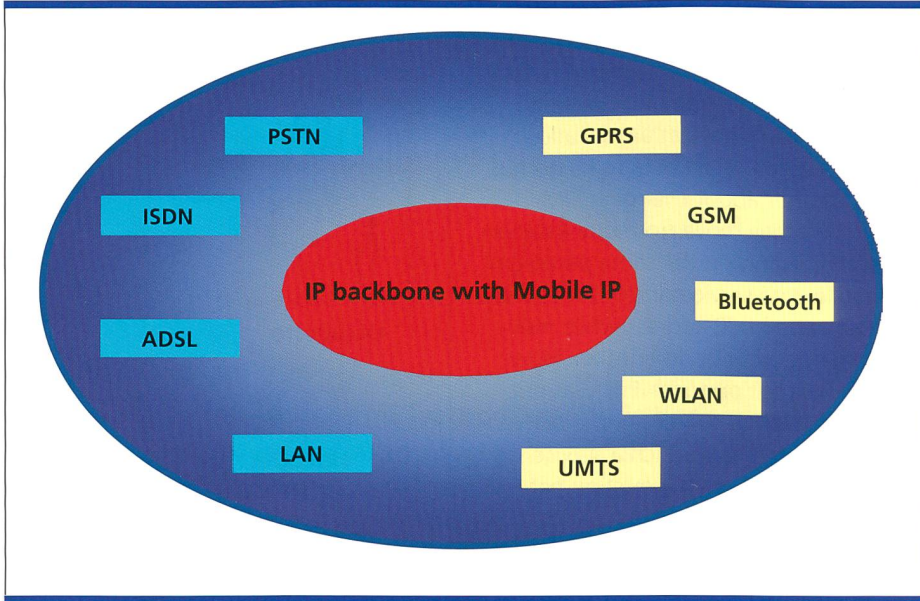 PSTN
GPRS
ISDN
GSM
IP backbone with Mobile IP
Bluetooth
ADSL
WLAN
LAN
UMTS